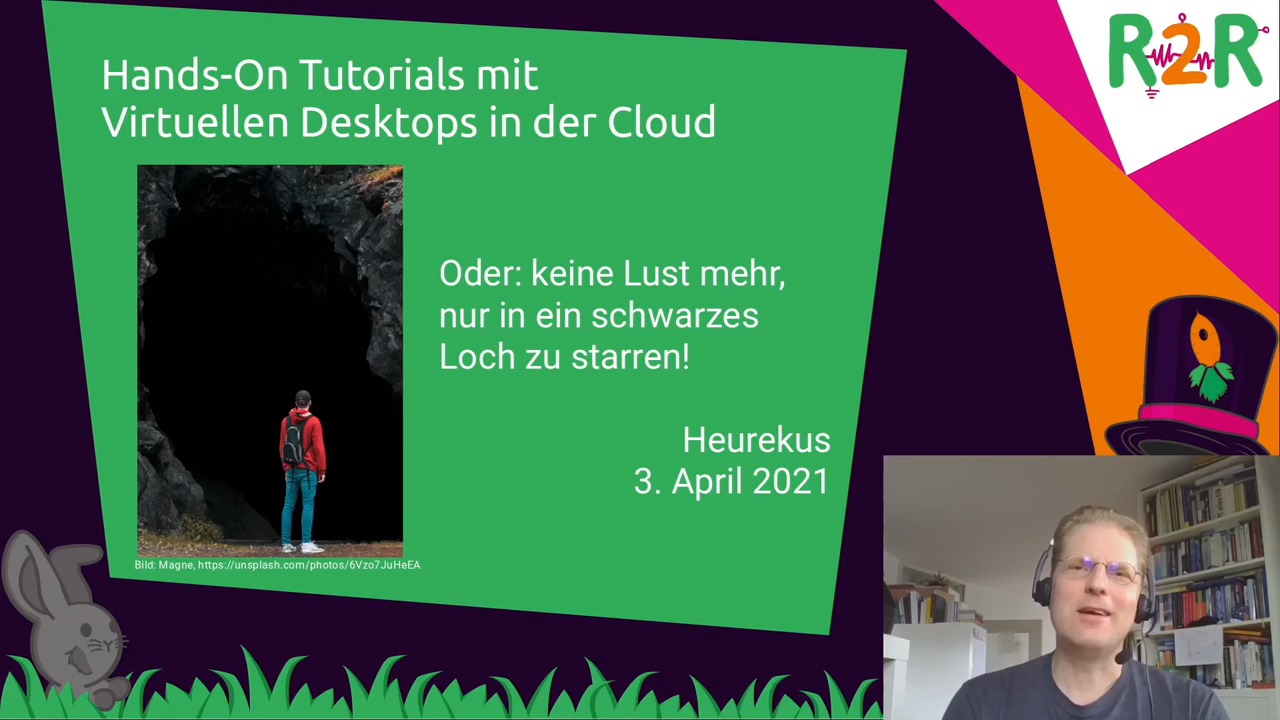 Hands-On Tutorials mit
Virtuellen Desktops in der Cloud
R2R
Oder: keine Lust mehr,
nur in ein schwarzes
Loch zu starren!
Heurekus
3. April 2021
Bild: Magne, https://unsplash.com/photos/6Vzo7JuHeEA